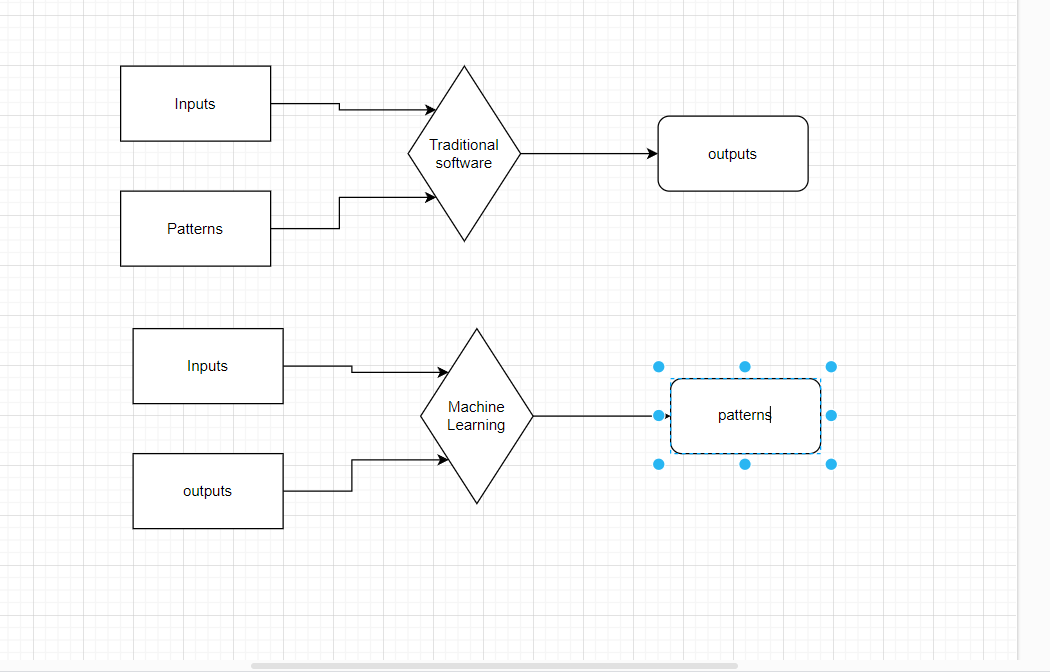 Inputs
Traditional
software
outputs
Patterns
Inputs
Machine
Learning
patterns
outputs